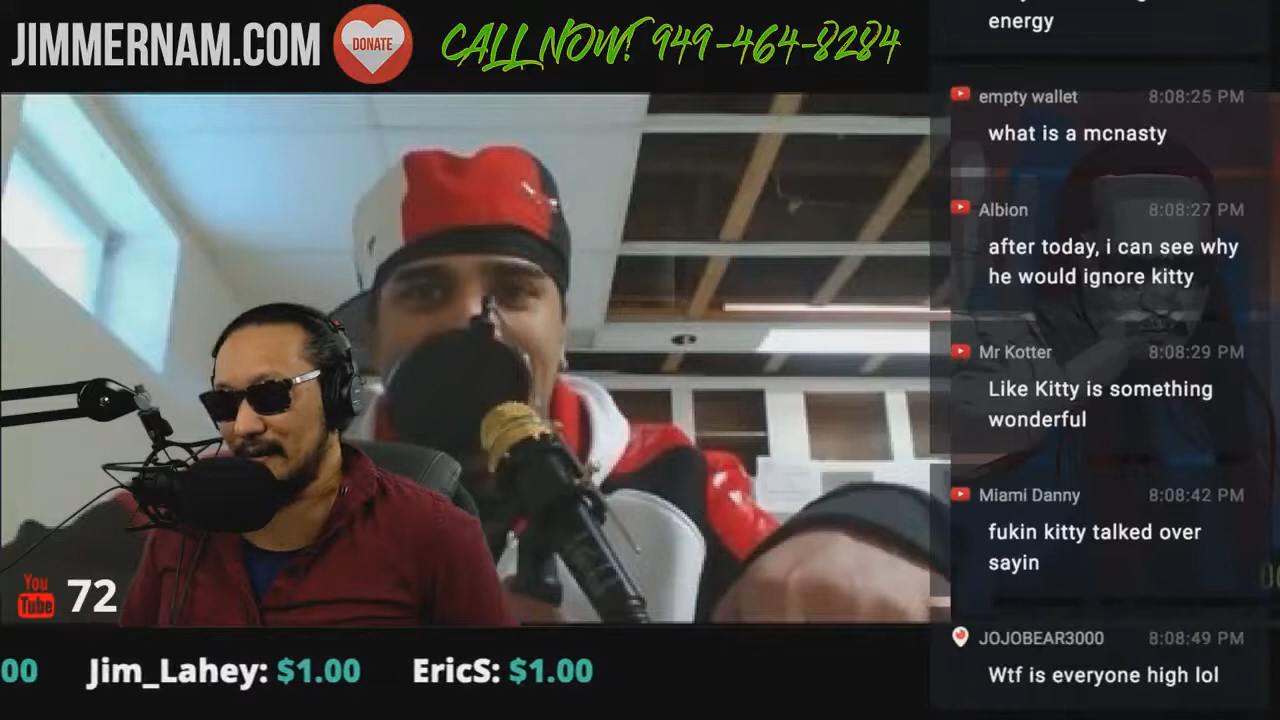 JIMMERNAM.COM
DONATE
CALL NOW! 949-464-8284
energy
empty wallet 8:08:25 PM
what is a mcnasty
Albion 8:08:27 PM
after today, i can see why
he would ignore kitty
Mr Kotter 8:08:29 PM
Like Kitty is something
wonderful
Miami Danny 8:08:42 PM
fukin kitty talked over
sayin
JOJOBEAR3000 8:08:49 PM
Wtf is everyone high lol
You
Tube 72
00 Jim_Lahey: $1.00 EricS: $1.00